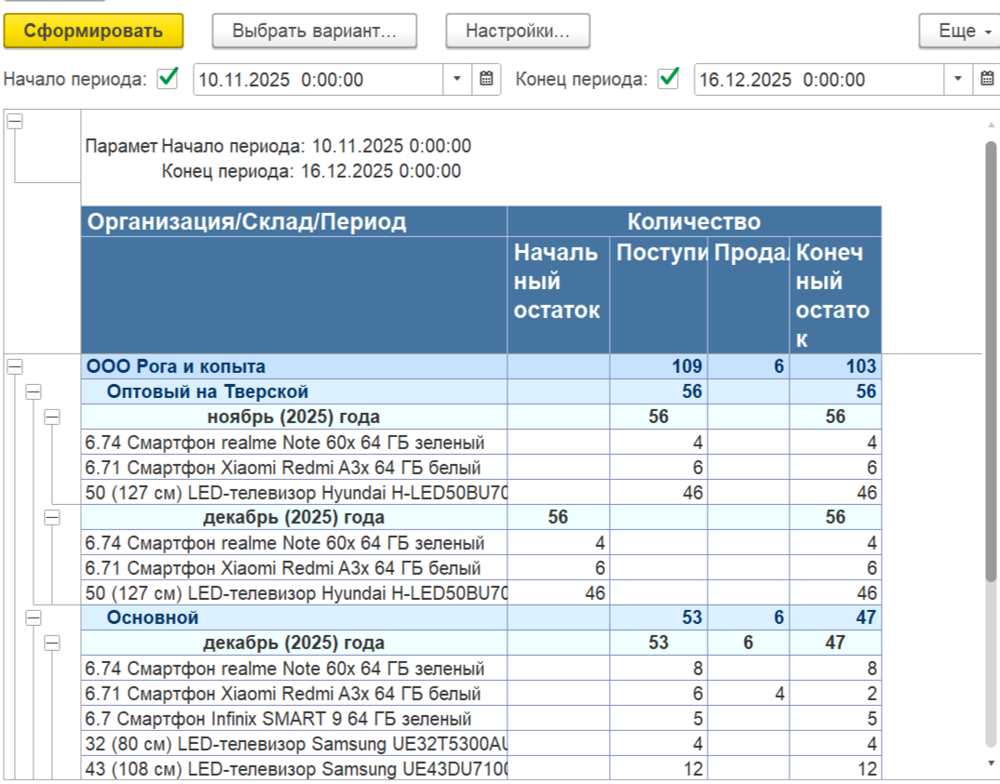 Сформировать Выбрать вариант... Настройки... Еще
Начало периода: 10.11.2025 0:00:00 Конец периода: 16.12.2025 0:00:00
Парамет Начало периода: 10.11.2025 0:00:00
Конец периода: 16.12.2025 0:00:00
Организация/Склад/Период Количество
Началь Поступи Продал Конеч
ный ный
остаток остато
к
ООО Рога и копыта 109 6 103
Оптовый на Тверской 56 56
ноябрь (2025) года 56 56
6.74 Смартфон realme Note 60x 64 ГБ зеленый 4 4
6.71 Смартфон Xiaomi Redmi A3x 64 ГБ белый 6 6
50 (127 см) LED-телевизор Hyundai H-LED50BU70 46 46
декабрь (2025) года 56 56
6.74 Смартфон realme Note 60x 64 ГБ зеленый 4 4
6.71 Смартфон Xiaomi Redmi A3x 64 ГБ белый 6 6
50 (127 см) LED-телевизор Hyundai H-LED50BU70 46 46
Основной 53 6 47
декабрь (2025) года 53 6 47
6.74 Смартфон realme Note 60x 64 ГБ зеленый 8 8
6.71 Смартфон Xiaomi Redmi A3x 64 ГБ белый 6 4 2
6.7 Смартфон Infinix SMART 9 64 ГБ зеленый 5 5
32 (80 см) LED-телевизор Samsung UE32T5300AU 4 4
43 (108 см) LED-телевизор Samsung UE43DU7100 12 12